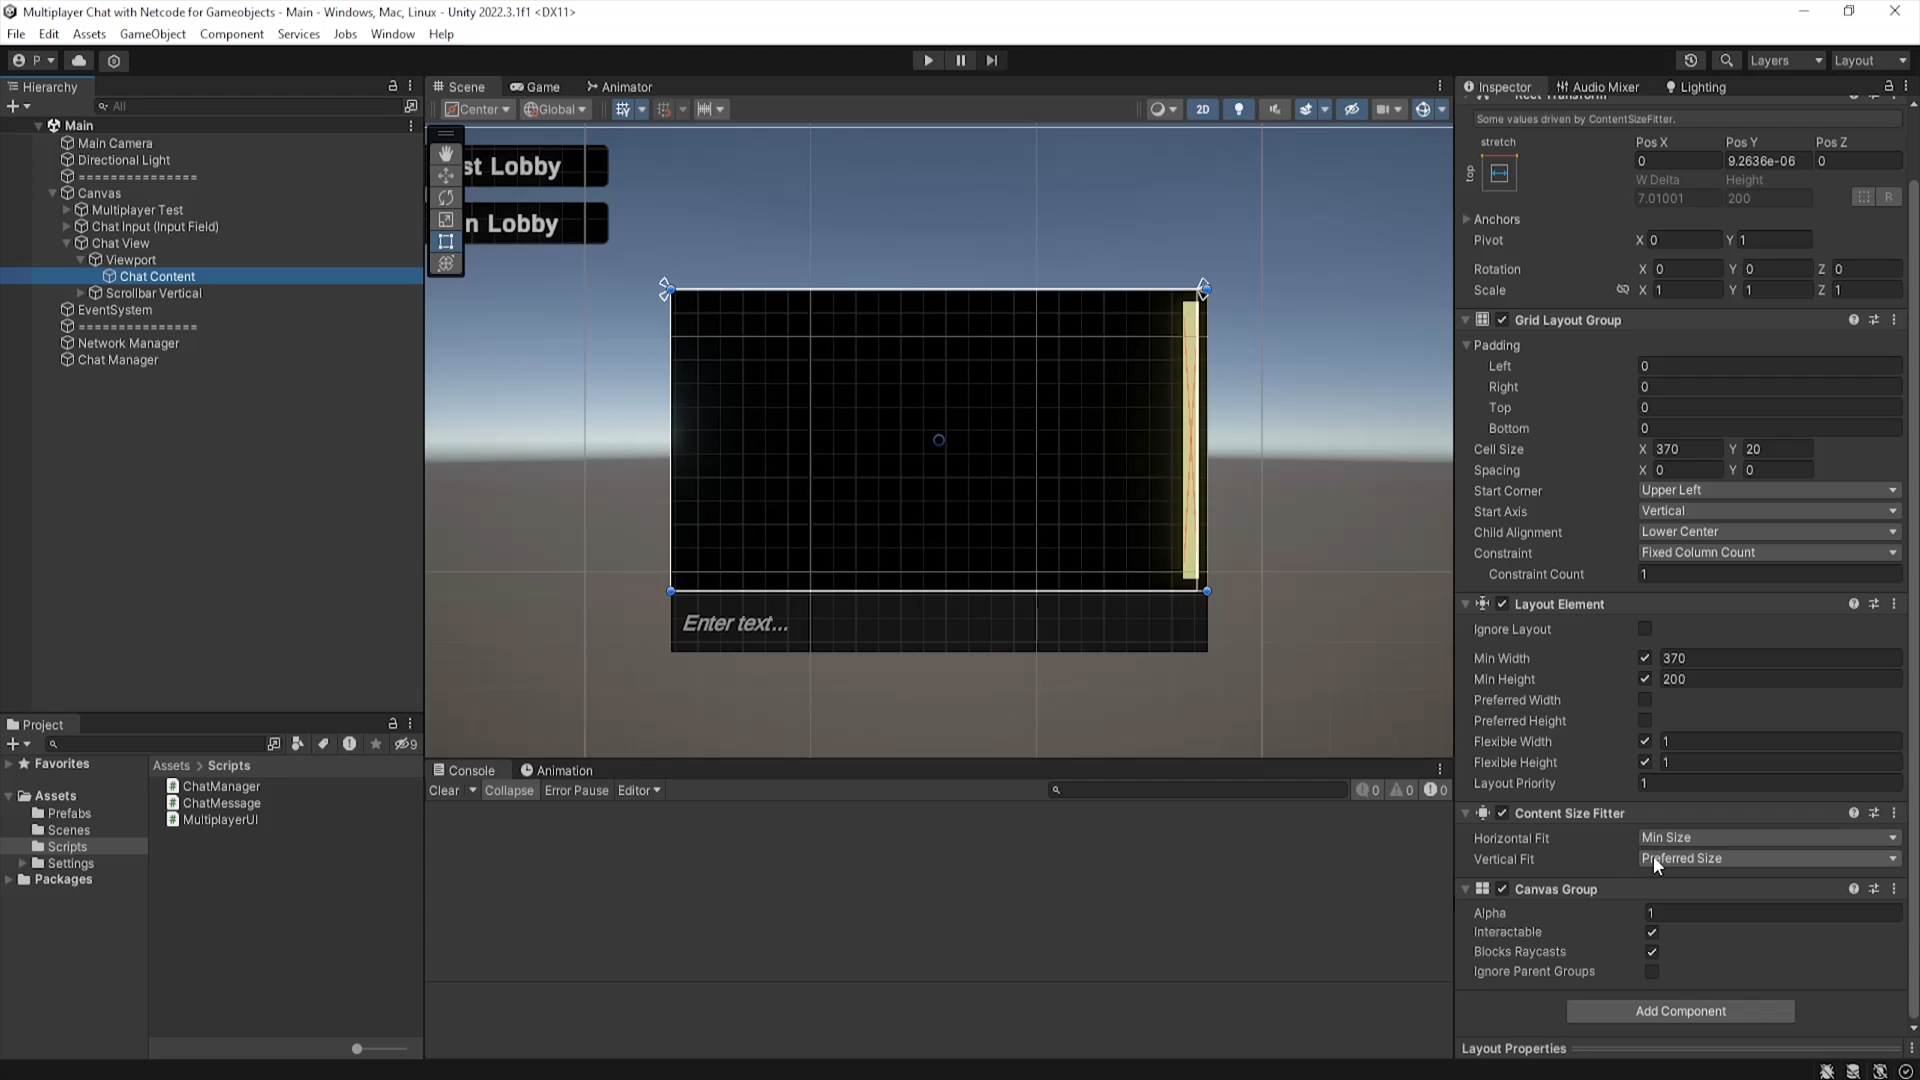 Multiplayer Chat with Netcode for Gameobjects - Main - Windows, Mac, Linux - Unity 2022.3.1f1 <DX11>
File Edit Assets GameObject Component Services Jobs Window Help
P Layers Layout
Hierarchy
All
Main
Main Camera
Directional Light
===============
Canvas
Multiplayer Test
Chat Input (Input Field)
Chat View
Viewport
Chat Content
Scrollbar Vertical
EventSystem
===============
Network Manager
Chat Manager
Scene Game Animator
Center Global 2D
st Lobby
n Lobby
Enter text...
Project
9
Favorites
Assets
Prefabs
Scenes
Scripts
Settings
Packages
Assets > Scripts
ChatManager
ChatMessage
MultiplayerUI
Console Animation
Clear Collapse Error Pause Editor 0 0 0
Inspector Audio Mixer Lighting
Some values driven by ContentSizeFitter.
stretch Pos X Pos Y Pos Z
top 0 9.2636e-06 0
W Delta Height
7.01001 200 R
Anchors
Pivot X 0 Y 1
Rotation X 0 Y 0 Z 0
Scale X 1 Y 1 Z 1
Grid Layout Group
Padding
Left 0
Right 0
Top 0
Bottom 0
Cell Size X 370 Y 20
Spacing X 0 Y 0
Start Corner Upper Left
Start Axis Vertical
Child Alignment Lower Center
Constraint Fixed Column Count
Constraint Count 1
Layout Element
Ignore Layout
Min Width 370
Min Height 200
Preferred Width
Preferred Height
Flexible Width 1
Flexible Height 1
Layout Priority 1
Content Size Fitter
Horizontal Fit Min Size
Vertical Fit Preferred Size
Canvas Group
Alpha 1
Interactable
Blocks Raycasts
Ignore Parent Groups
Add Component
Layout Properties